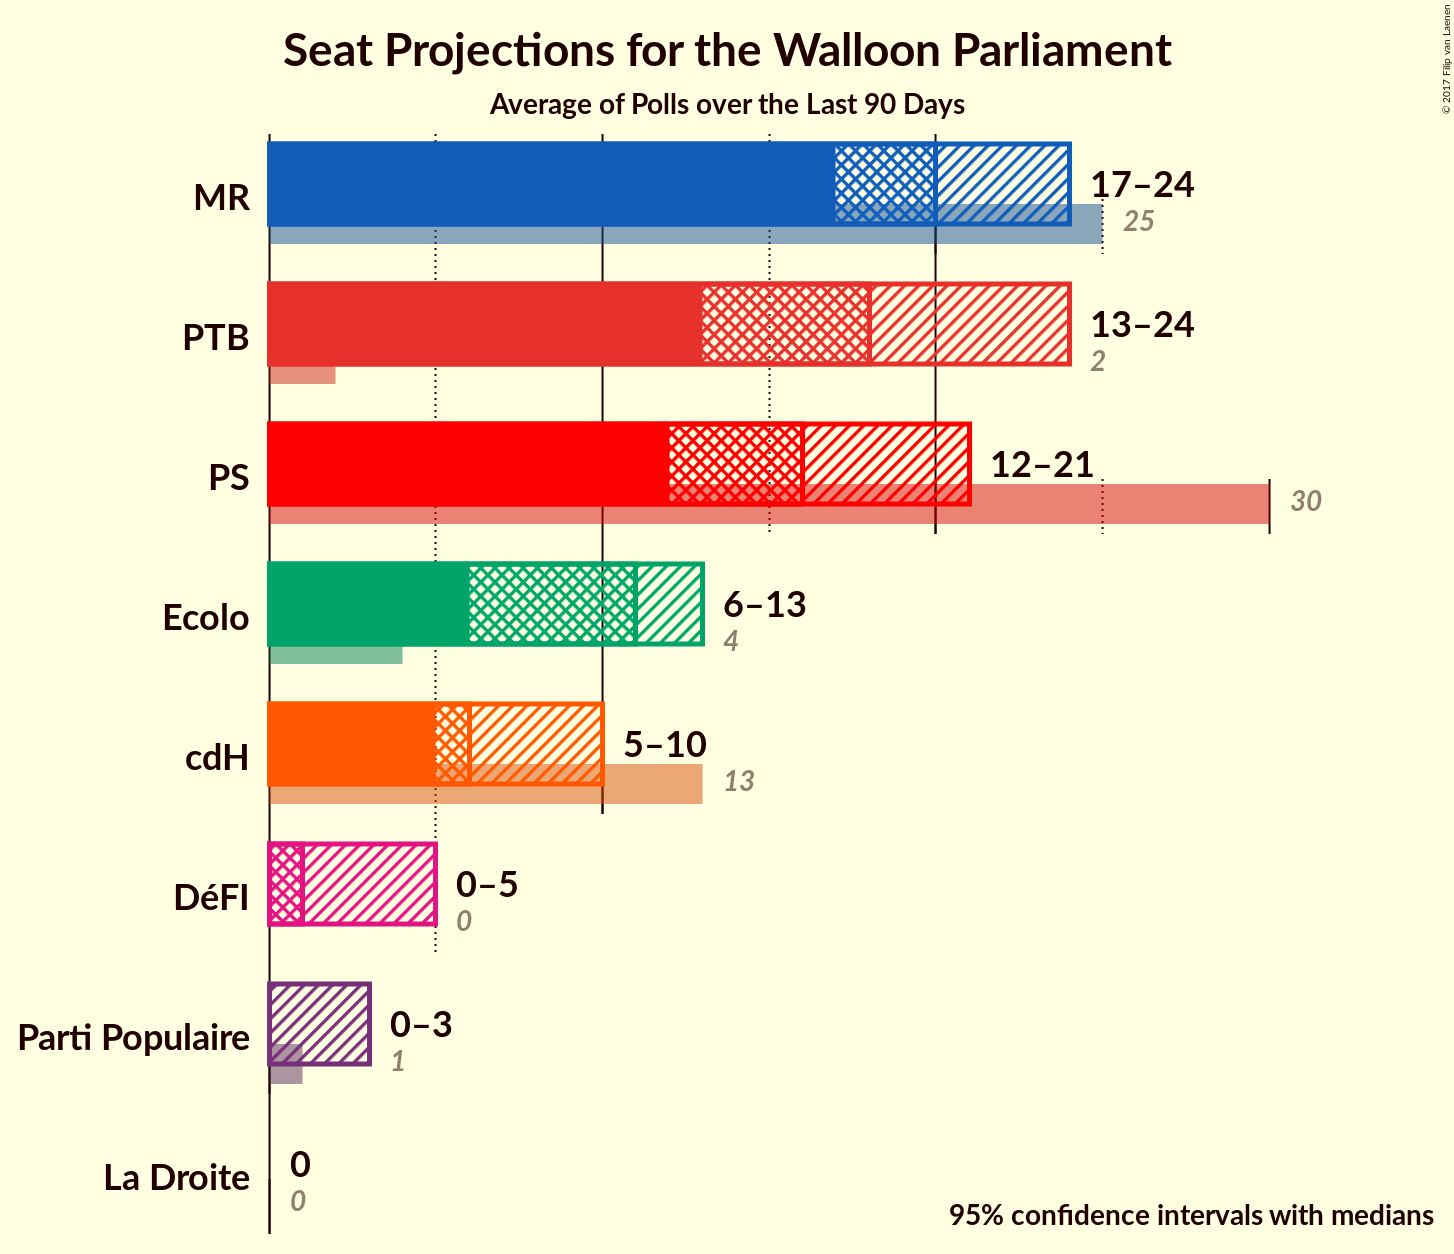 Seat Projections for the Walloon Parliament
Average of Polls over the Last 90 Days
© 2017 Filip van Laenen
MR
17–24
25
PTB
13–24
2
PS
12–21
30
Ecolo
6–13
4
cdH
5–10
13
DéFI
0–5
0
Parti Populaire
0–3
1
La Droite
0
0
95% confidence intervals with medians